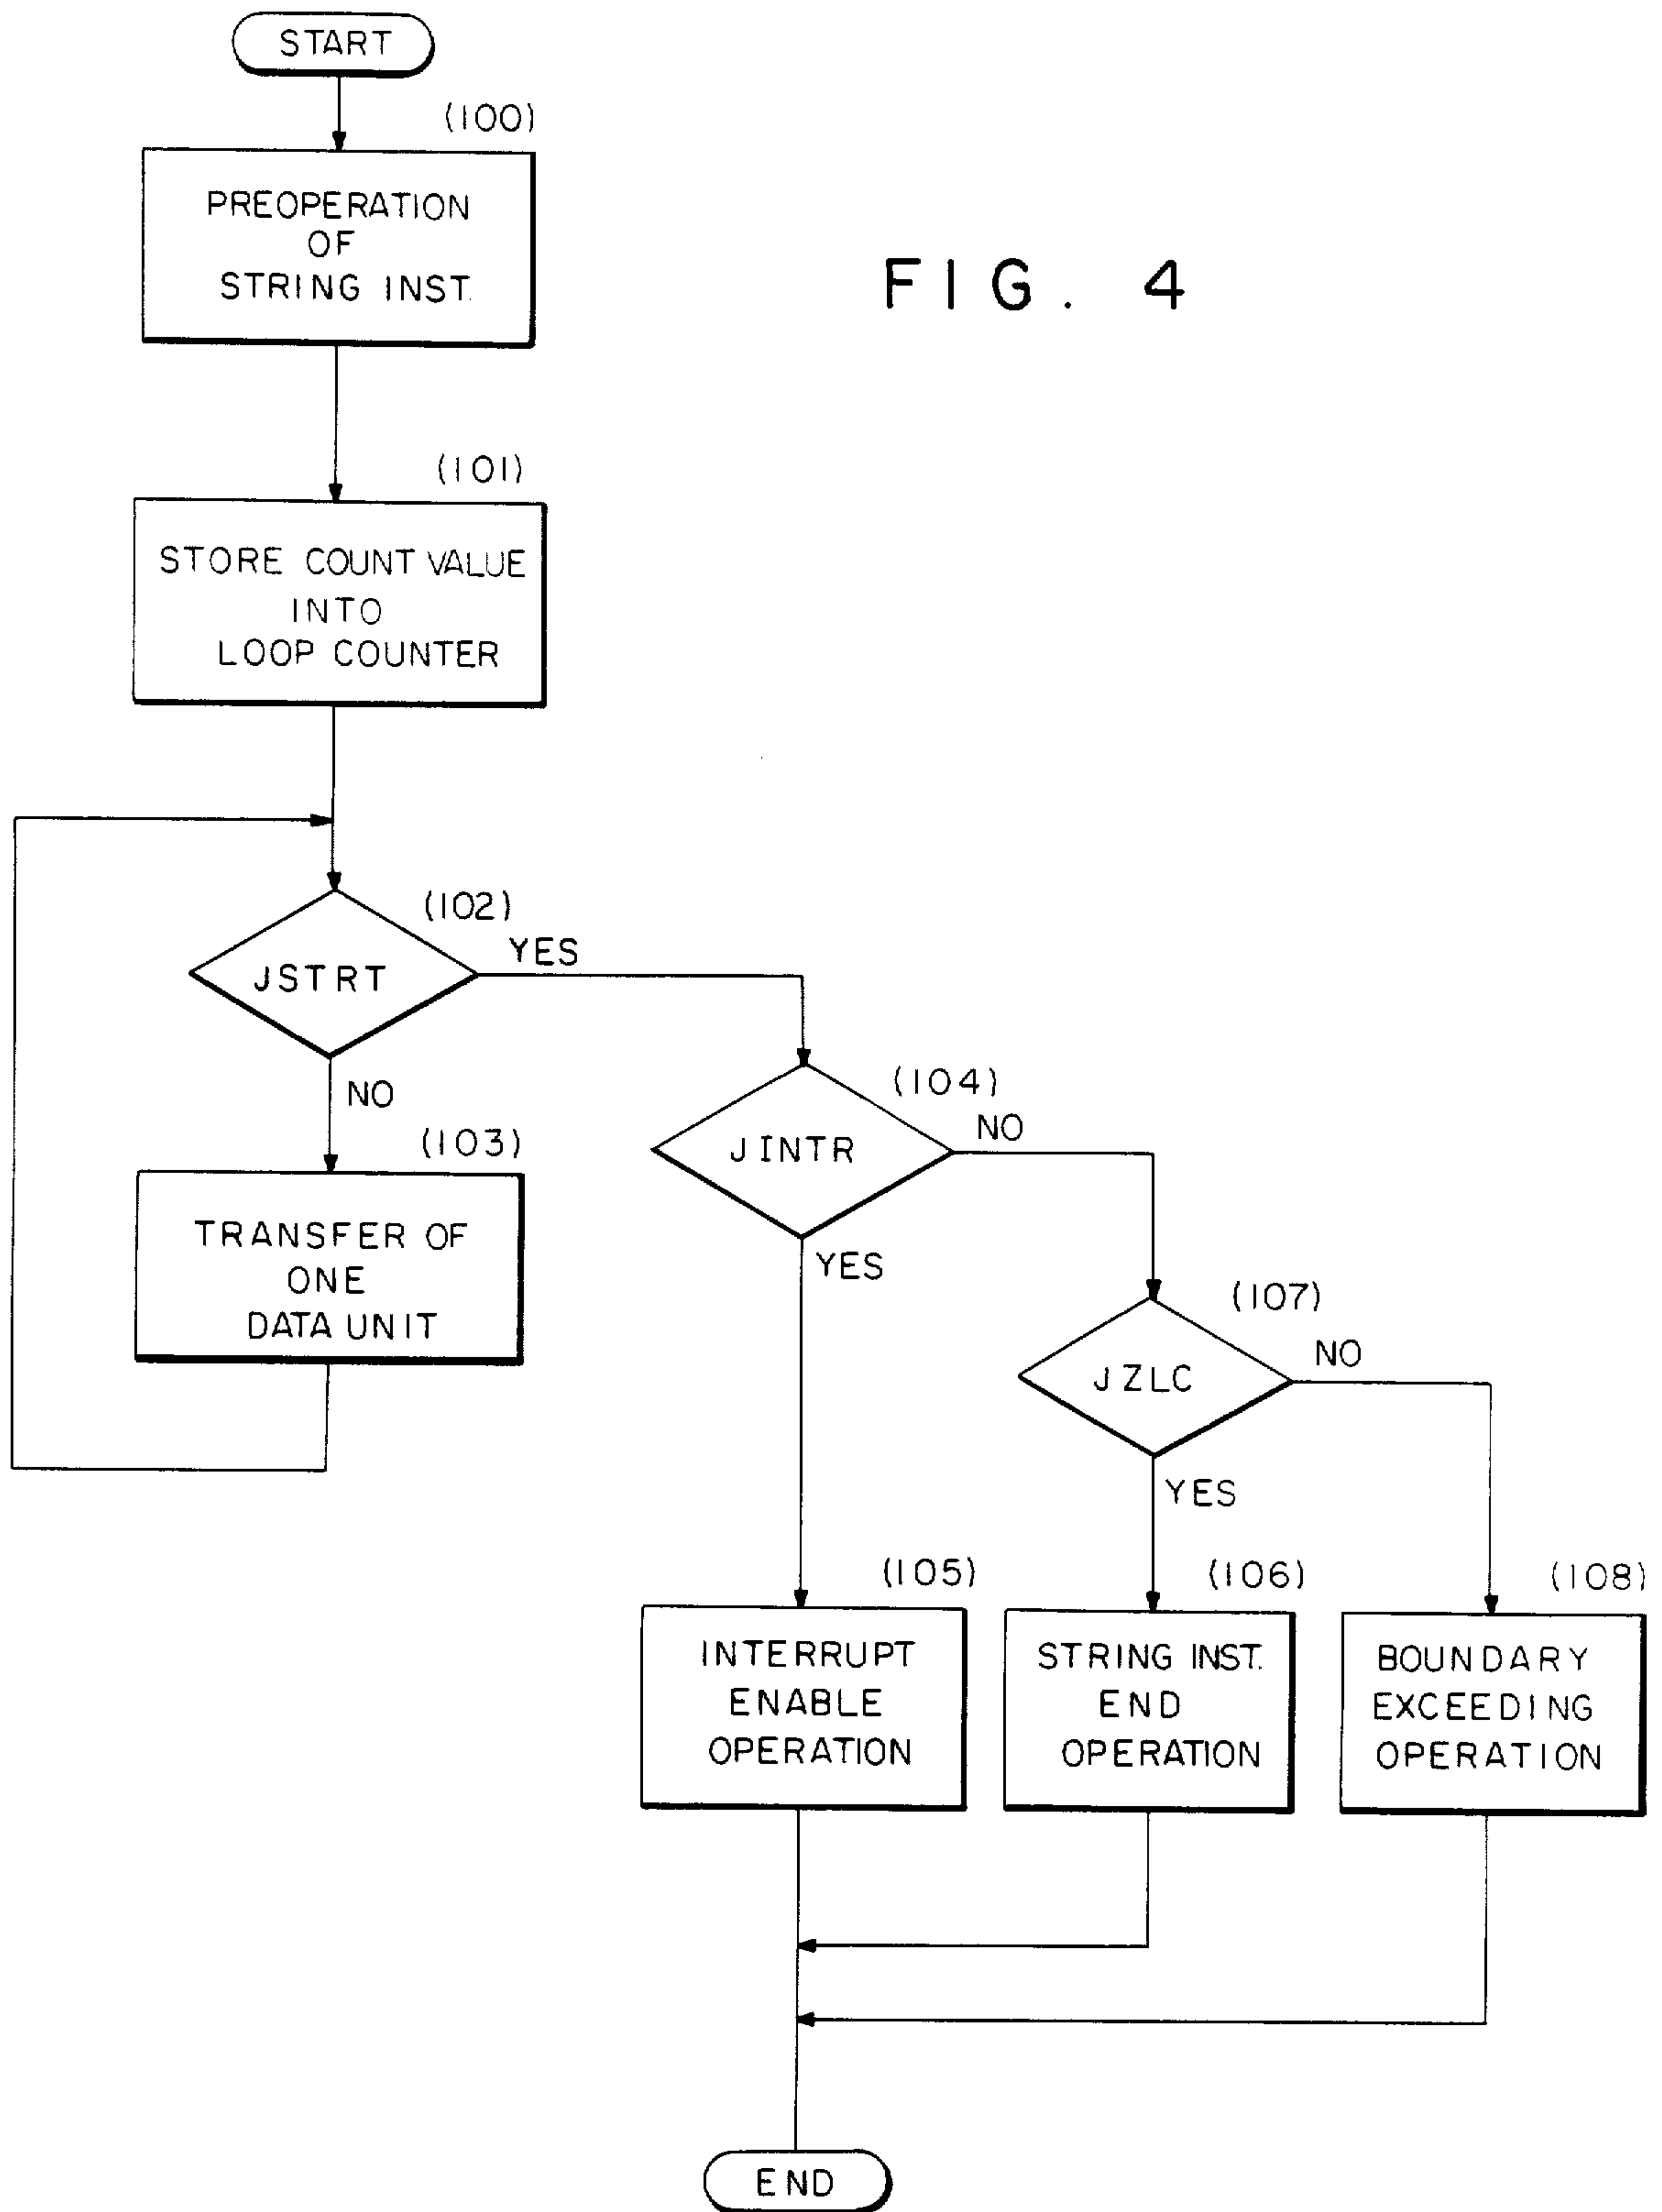 START
(100)
PREOPERATION
OF
STRING INST.
FIG. 4
(101)
STORE COUNT VALUE
INTO
LOOP COUNTER
(102)
JSTRT
YES
NO
(103)
TRANSFER OF
ONE
DATA UNIT
(104)
JINTR
NO
YES
(107)
JZLC
NO
YES
(105)
INTERRUPT
ENABLE
OPERATION
(106)
STRING INST.
END
OPERATION
(108)
BOUNDARY
EXCEEDING
OPERATION
END